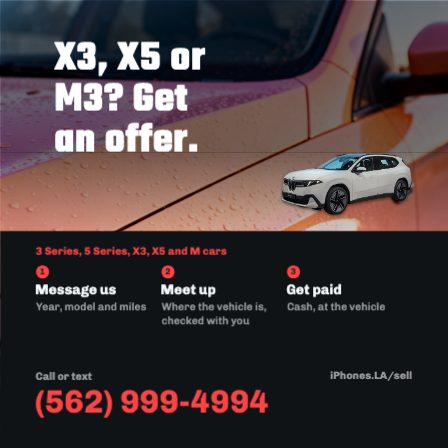 X3, X5 or
M3? Get
an offer.
3 Series, 5 Series, X3, X5 and M cars
1
Message us
Year, model and miles
2
Meet up
Where the vehicle is,
checked with you
3
Get paid
Cash, at the vehicle
Call or text
(562) 999-4994
iPhones.LA/sell